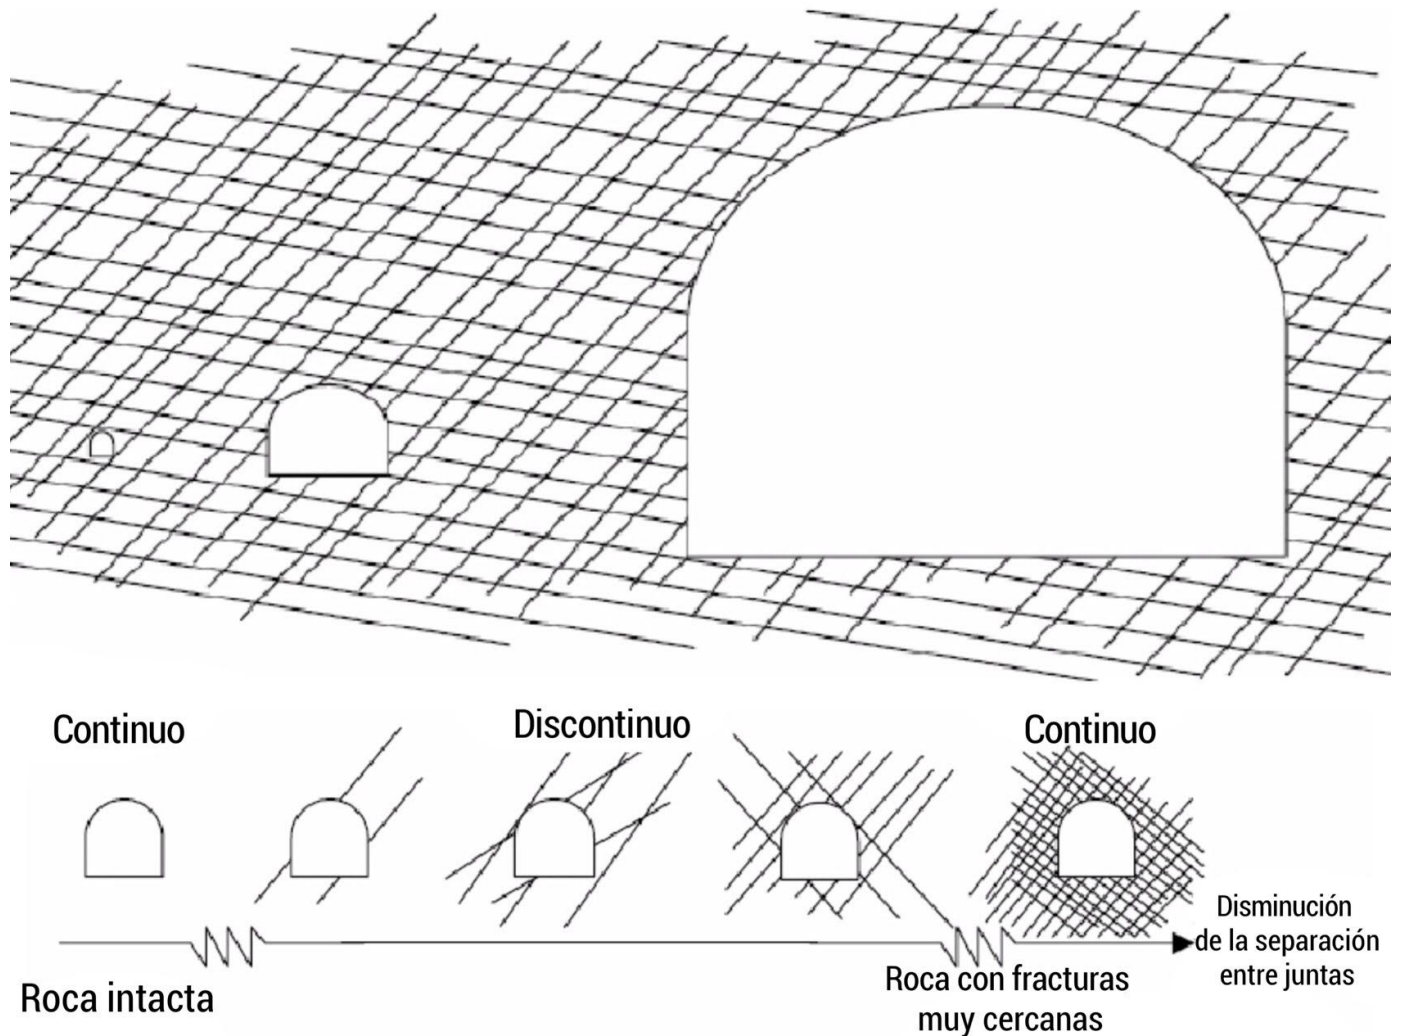 Continuo
Discontinuo
Continuo
Roca intacta
Roca con fracturas
muy cercanas
Disminución
de la separación
entre juntas